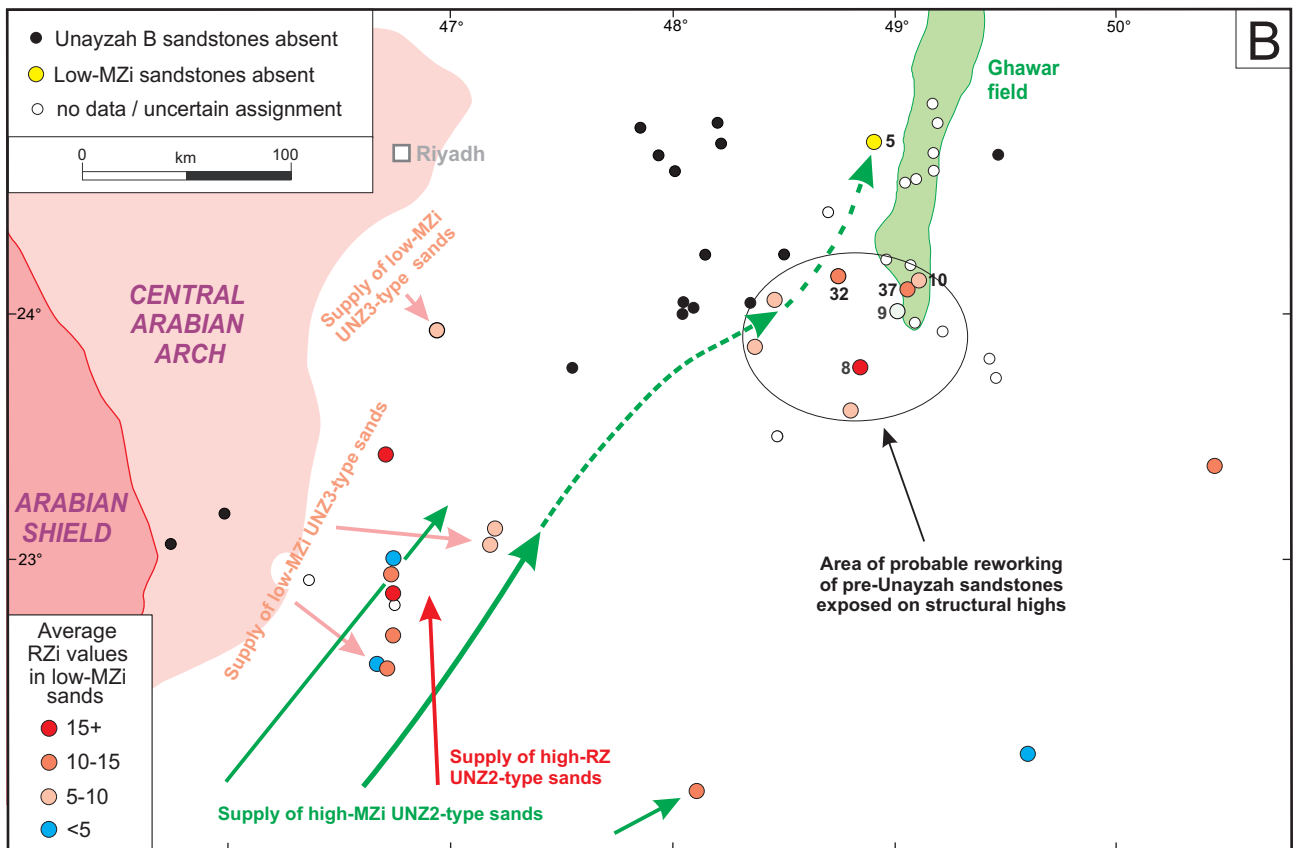 47°
48°
49°
50°
B
Unayzah B sandstones absent
Low-MZi sandstones absent
no data / uncertain assignment
0
km
100
Riyadh
Ghawar
field
5
Supply of low-MZi
UNZ3-type sands
CENTRAL
ARABIAN
ARCH
24°
32
37
10
9
8
Supply of low-MZi UNZ3-type sands
ARABIAN
SHIELD
23°
Area of probable reworking
of pre-Unayzah sandstones
exposed on structural highs
Average
RZi values
in low-MZi
sands
15+
10-15
5-10
<5
Supply of high-RZ
UNZ2-type sands
Supply of high-MZi UNZ2-type sands